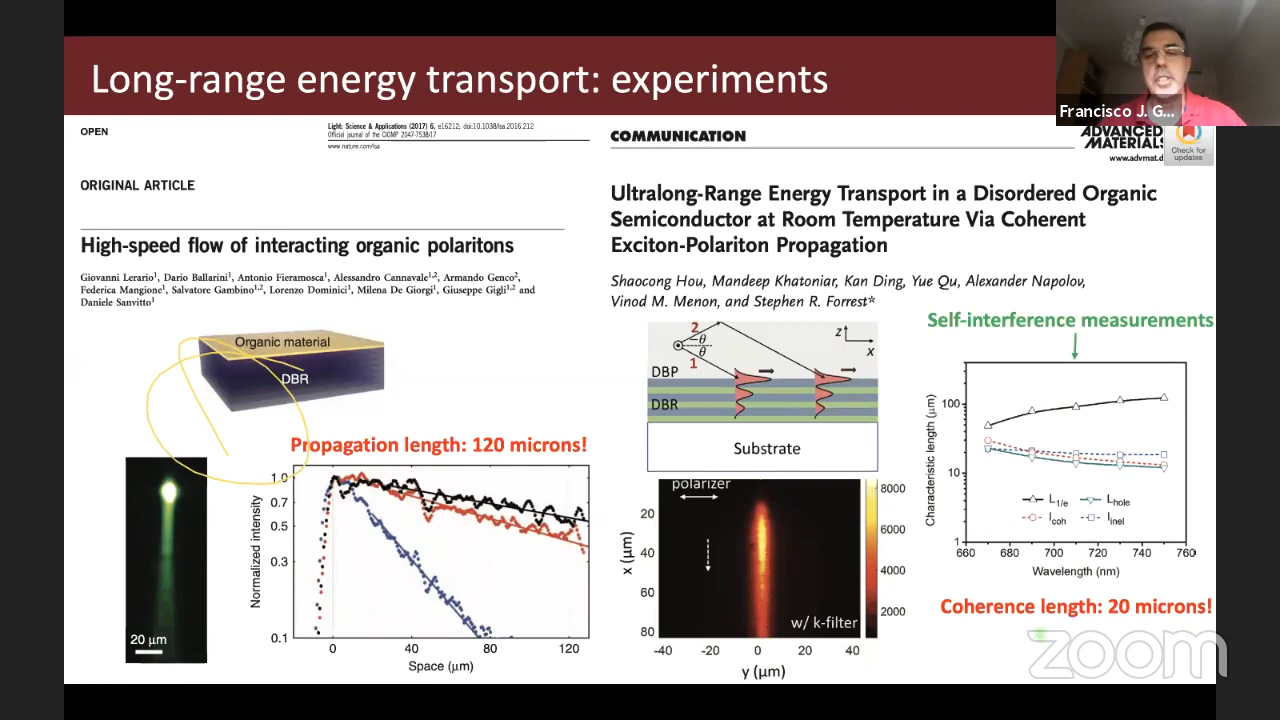 Long-range energy transport: experiments
Francisco J. G...
OPEN
Light: Science & Applications (2017) 6, e16212; doi:10.1038/lsa.2016.212
Official journal of the CIOMP 2047-7538/17
www.nature.com/lsa
ORIGINAL ARTICLE
High-speed flow of interacting organic polaritons
Giovanni Lerario1, Dario Ballarini1, Antonio Fieramosca1, Alessandro Cannavale1,2, Armando Genco2,
Federica Mangione1, Salvatore Gambino1,2, Lorenzo Dominici1, Milena De Giorgi1, Giuseppe Gigli1,2 and
Daniele Sanvitto1
Organic material
DBR
Propagation length: 120 microns!
20 μm
Normalized intensity
1.0
0.7
0.5
0.3
0.1
0 40 80 120
Space (μm)
COMMUNICATION
ADVANCED
MATERIALS
www.advmat.d
Check for
updates
Ultralong-Range Energy Transport in a Disordered Organic
Semiconductor at Room Temperature Via Coherent
Exciton-Polariton Propagation
Shaocong Hou, Mandeep Khatoniar, Kan Ding, Yue Qu, Alexander Napolov,
Vinod M. Menon, and Stephen R. Forrest*
2
−θ
θ
1
z
x
DBP
DBR
Substrate
polarizer
w/ k-filter
x (μm)
20
40
60
80
-40 -20 0 20 40
y (μm)
8000
6000
4000
2000
Self-interference measurements
Characteristic length (μm)
100
10
1
L1/e Lhole
lcoh linel
660 680 700 720 740 760
Wavelength (nm)
Coherence length: 20 microns!
zoom